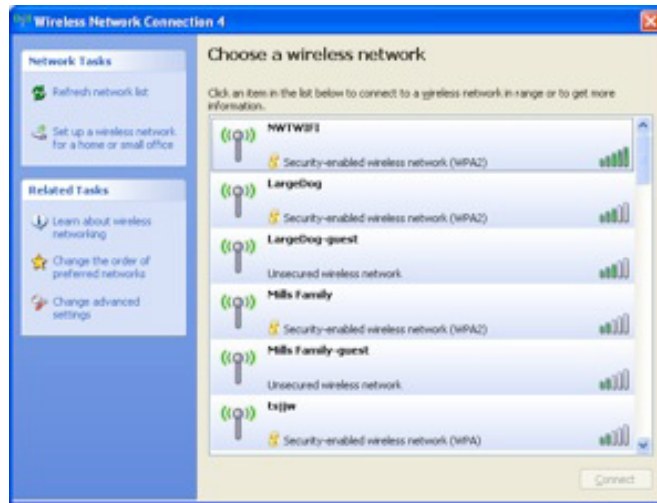 Wireless Network Connection 4
Network Tasks
Refresh network list
Set up a wireless network
for a home or small office
Related Tasks
Learn about wireless
networking
Change the order of
preferred networks
Change advanced
settings
Choose a wireless network
Click an item in the list below to connect to a wireless network in range or to get more
information.
NWTWIFI
Security-enabled wireless network (WPA2)
LargeDog
Security-enabled wireless network (WPA2)
LargeDog-guest
Unsecured wireless network
Mills Family
Security-enabled wireless network (WPA2)
Mills Family-guest
Unsecured wireless network
tsjjw
Security-enabled wireless network (WPA)
Connect